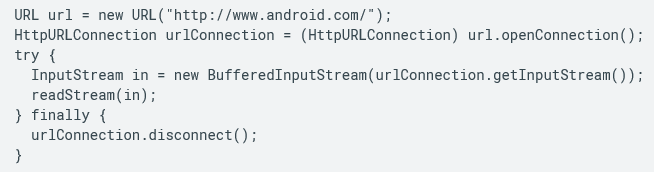 URL url = new URL("http://www.android.com/");
HttpURLConnection urlConnection = (HttpURLConnection) url.openConnection();
try {
  InputStream in = new BufferedInputStream(urlConnection.getInputStream());
  readStream(in);
} finally {
  urlConnection.disconnect();
}